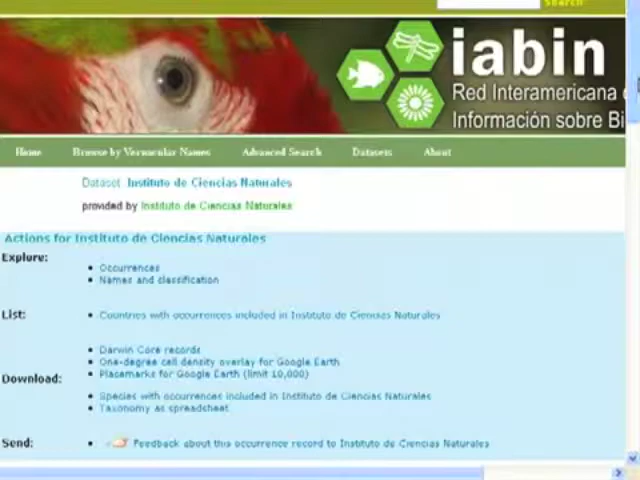 Search
iabin
Red Interamericana
Información sobre Bi
Home Browse by Vernacular Names Advanced Search Datasets About
Dataset: Instituto de Ciencias Naturales
provided by Instituto de Ciencias Naturales
Actions for Instituto de Ciencias Naturales
Explore:
Occurrences
Names and classification
List:
Countries with occurrences included in Instituto de Ciencias Naturales
Download:
Darwin Core records
One-degree cell density overlay for Google Earth
Placemarks for Google Earth (limit 10,000)
Species with occurrences included in Instituto de Ciencias Naturales
Taxonomy as spreadsheet
Send:
Feedback about this occurrence record to Instituto de Ciencias Naturales